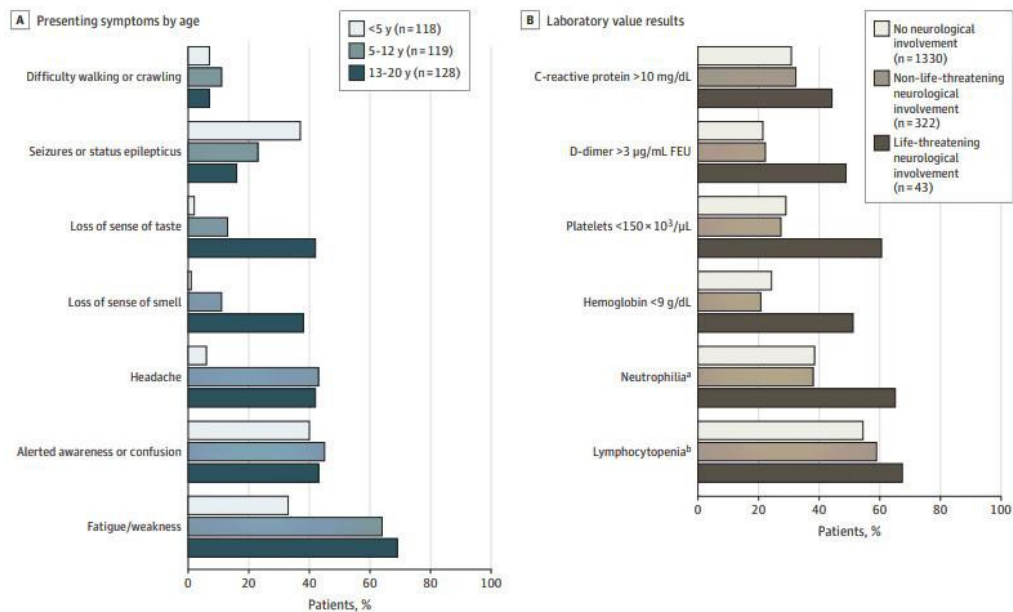 A Presenting symptoms by age
<5 y (n=118)
5-12 y (n=119)
13-20 y (n=128)
Difficulty walking or crawling
Seizures or status epilepticus
Loss of sense of taste
Loss of sense of smell
Headache
Alerted awareness or confusion
Fatigue/weakness
0 20 40 60 80 100
Patients, %
B Laboratory value results
No neurological
involvement
(n=1330)
Non-life-threatening
neurological
involvement
(n=322)
Life-threatening
neurological
involvement
(n=43)
C-reactive protein >10 mg/dL
D-dimer >3 μg/mL FEU
Platelets <150×10³/μL
Hemoglobin <9 g/dL
Neutrophiliaᵃ
Lymphocytopeniaᵇ
0 20 40 60 80 100
Patients, %